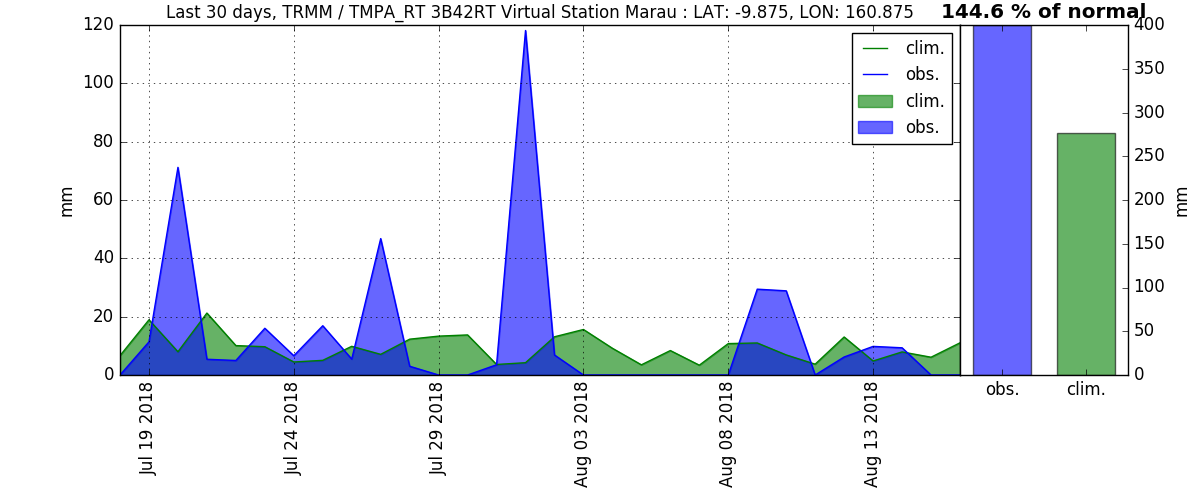 Last 30 days, TRMM / TMPA_RT 3B42RT Virtual Station Marau : LAT: -9.875, LON: 160.875
144.6 % of normal
120
100
80
60
40
20
0
mm
clim.
obs.
clim.
obs.
Jul 19 2018
Jul 24 2018
Jul 29 2018
Aug 03 2018
Aug 08 2018
Aug 13 2018
400
350
300
250
200
150
100
50
0
mm
obs.
clim.